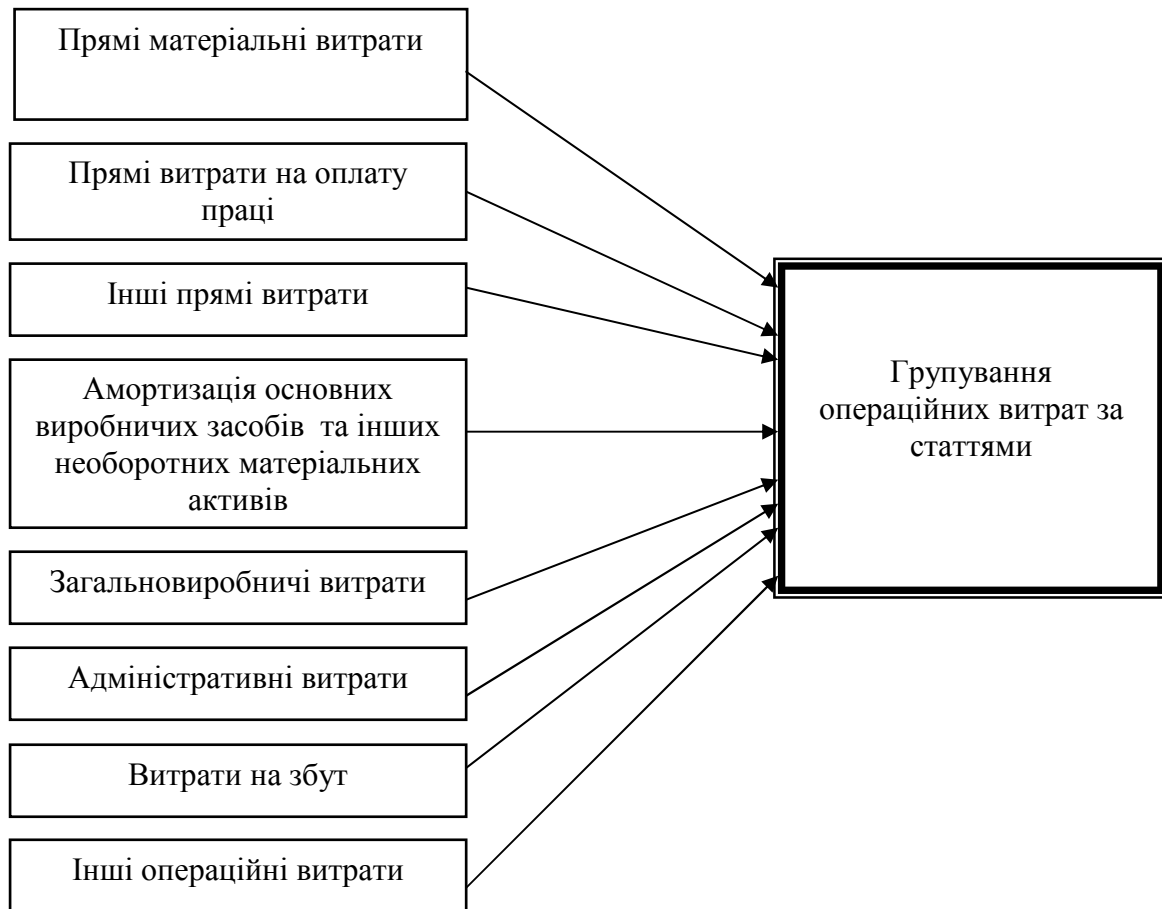 Прямі матеріальні витрати
Прямі витрати на оплату
праці
Інші прямі витрати
Амортизація основних
виробничих засобів та інших
необоротних матеріальних
активів
Загальновиробничі витрати
Адміністративні витрати
Витрати на збут
Інші операційні витрати
Групування
операційних витрат за
статтями